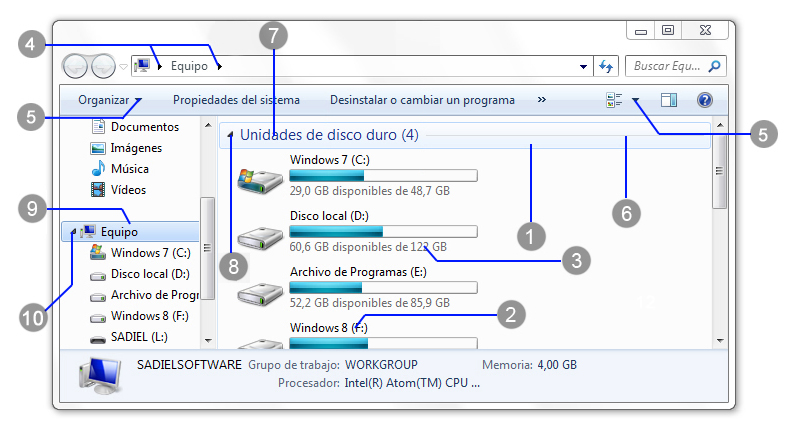 7
4
Equipo
Buscar Equ...
Organizar
Propiedades del sistema
Desinstalar o cambiar un programa
»
5
5
Documentos
Imágenes
Música
Vídeos
9
Equipo
Windows 7 (C:)
Disco local (D:)
Archivo de Progr
Windows 8 (F:)
SADIEL (L:)
10
Unidades de disco duro (4)
Windows 7 (C:)
29,0 GB disponibles de 48,7 GB
Disco local (D:)
60,6 GB disponibles de 122 GB
Archivo de Programas (E:)
52,2 GB disponibles de 85,9 GB
Windows 8 (F:)
6
1
8
3
2
SADIELSOFTWARE Grupo de trabajo: WORKGROUP Memoria: 4,00 GB
Procesador: Intel(R) Atom(TM) CPU ...